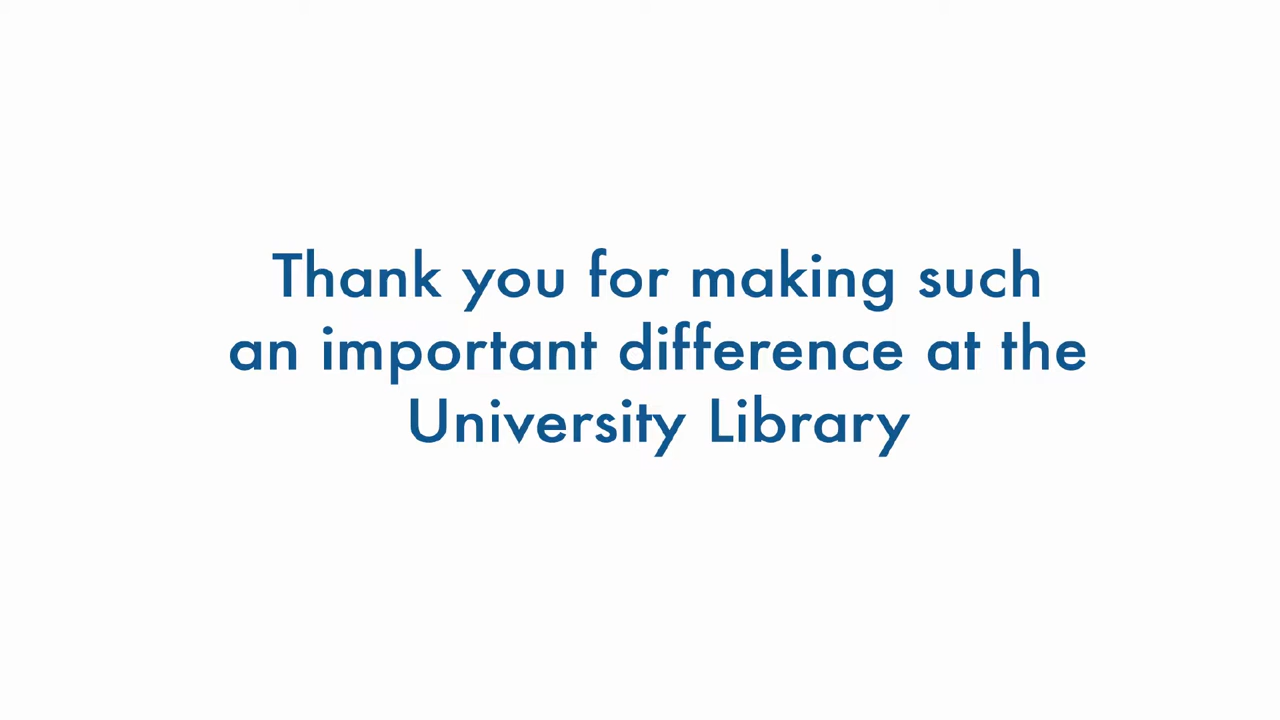 Thank you for making such
an important difference at the
University Library